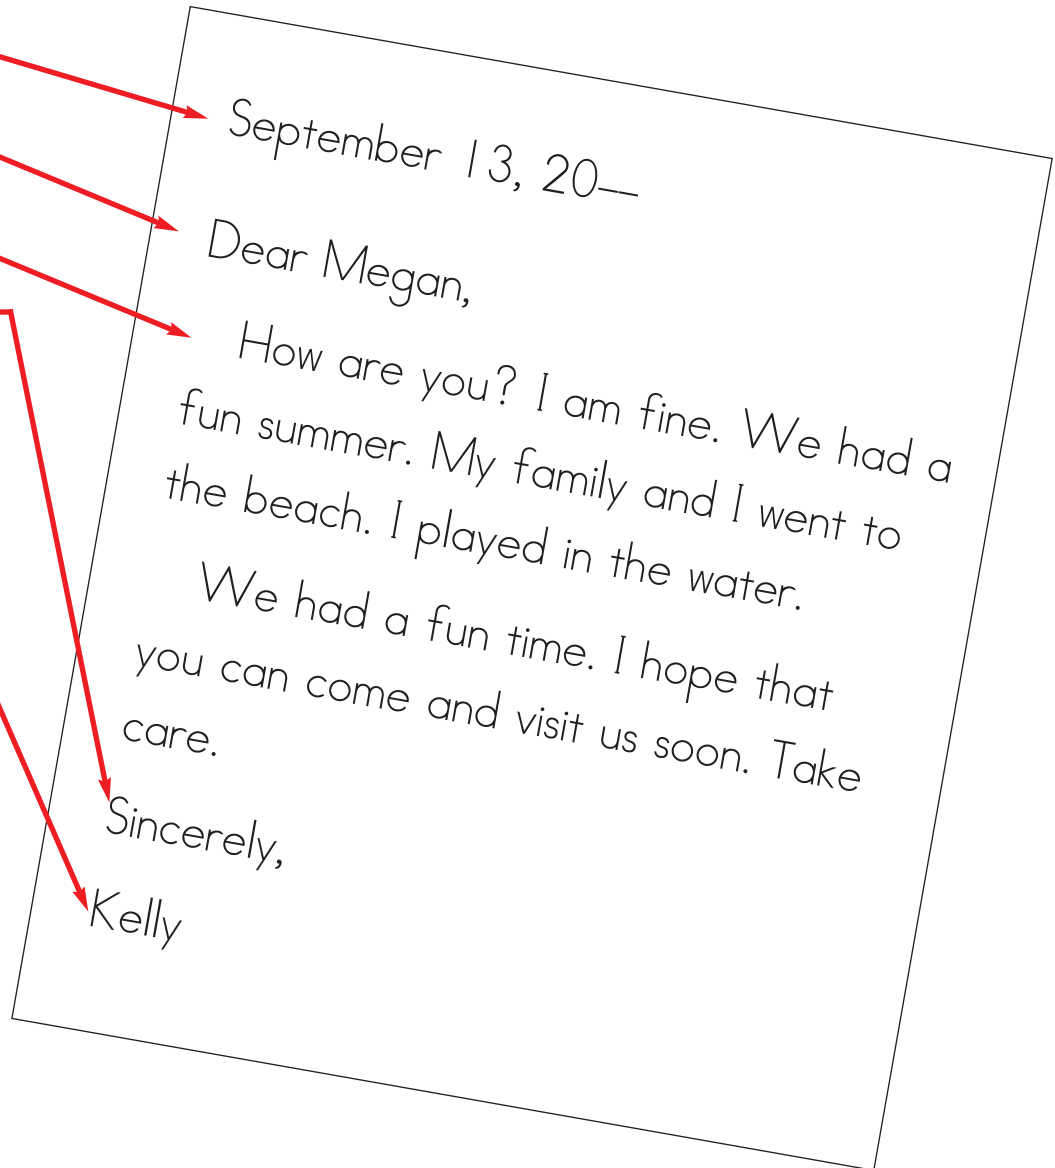 September 13, 20—
Dear Megan,
How are you? I am fine. We had a
fun summer. My family and I went to
the beach. I played in the water.
We had a fun time. I hope that
you can come and visit us soon. Take
care.
Sincerely,
Kelly